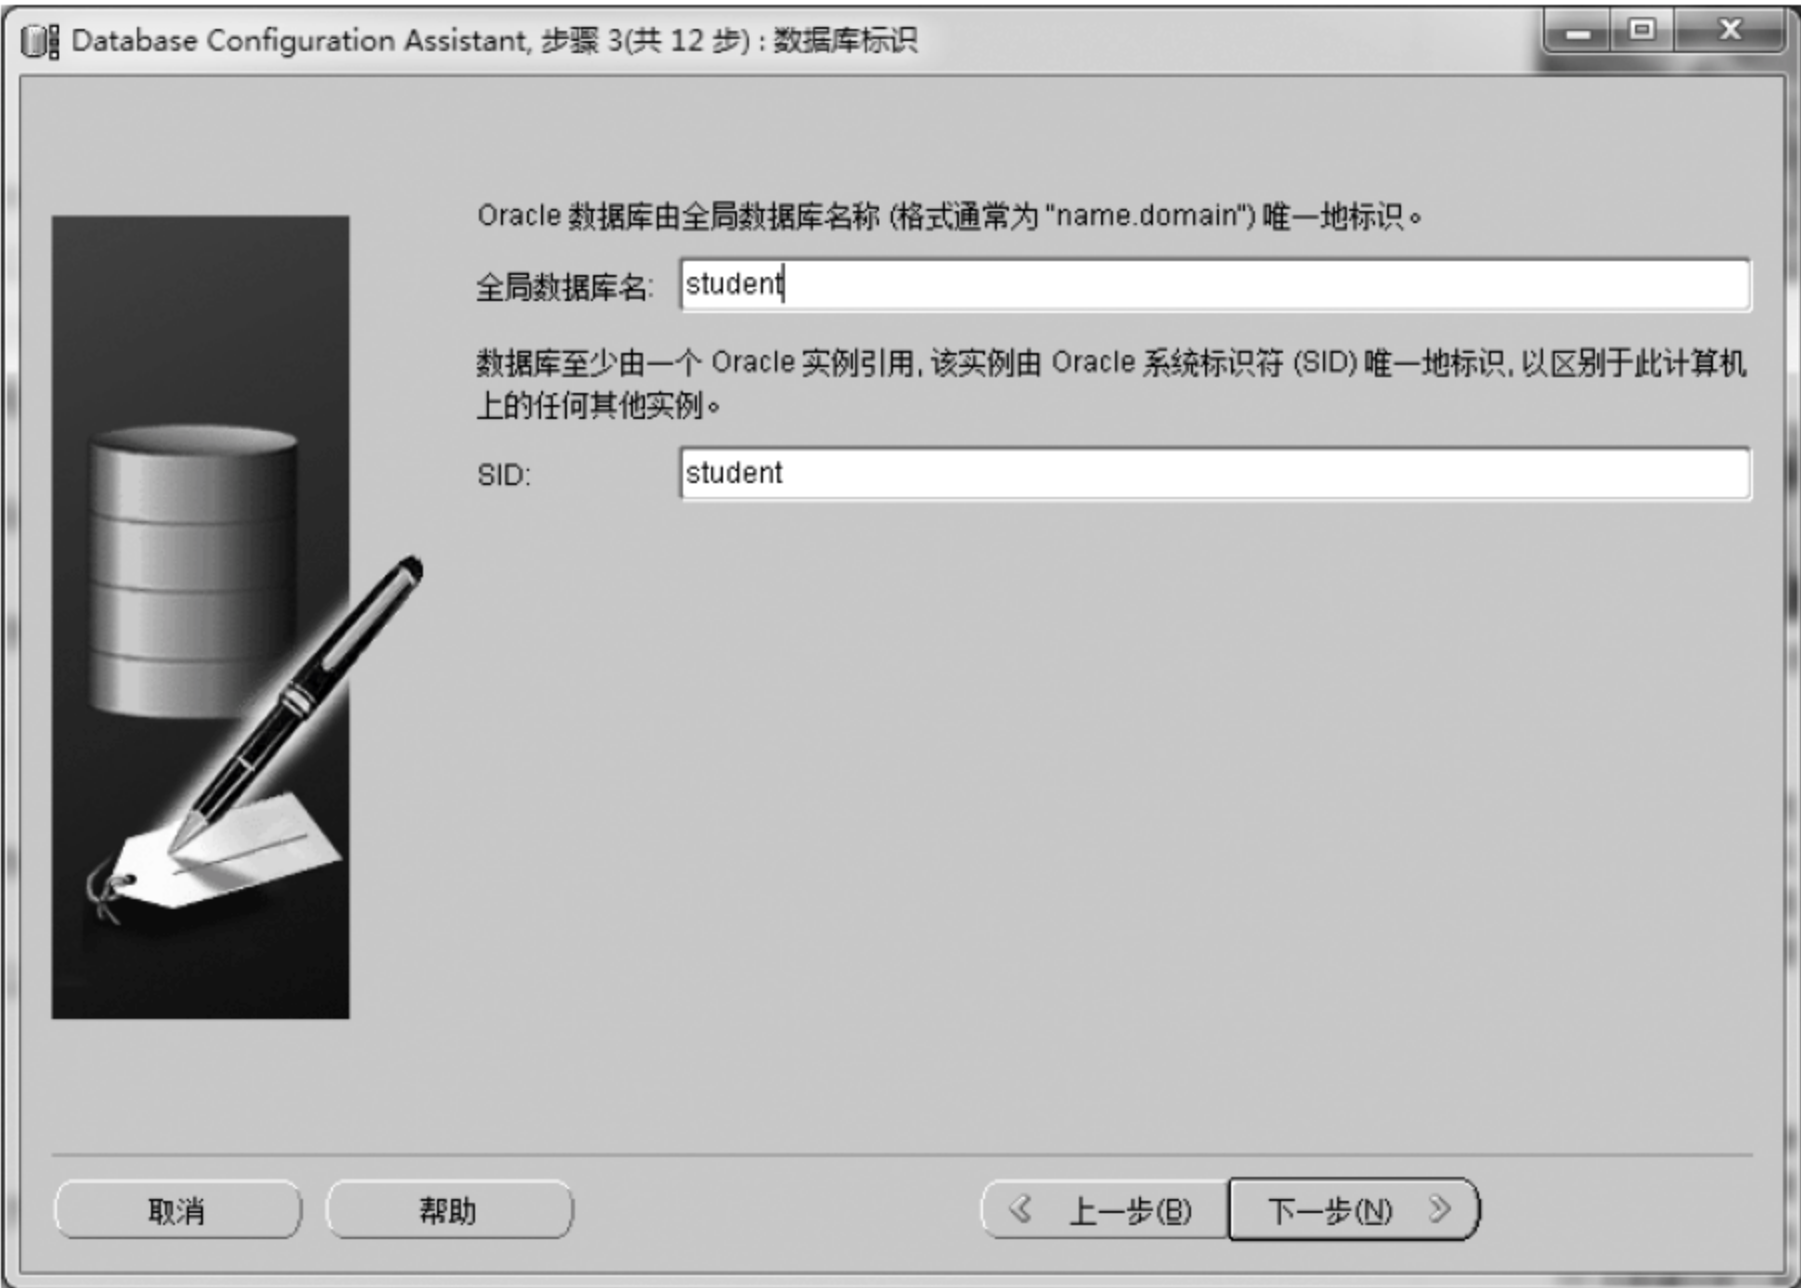 Database Configuration Assistant, 步骤 3(共 12 步) : 数据库标识
Oracle 数据库由全局数据库名称 (格式通常为 "name.domain") 唯一地标识。
全局数据库名: student
数据库至少由一个 Oracle 实例引用, 该实例由 Oracle 系统标识符 (SID) 唯一地标识, 以区别于此计算机
上的任何其他实例。
SID: student
取消 帮助 上一步(B) 下一步(N)